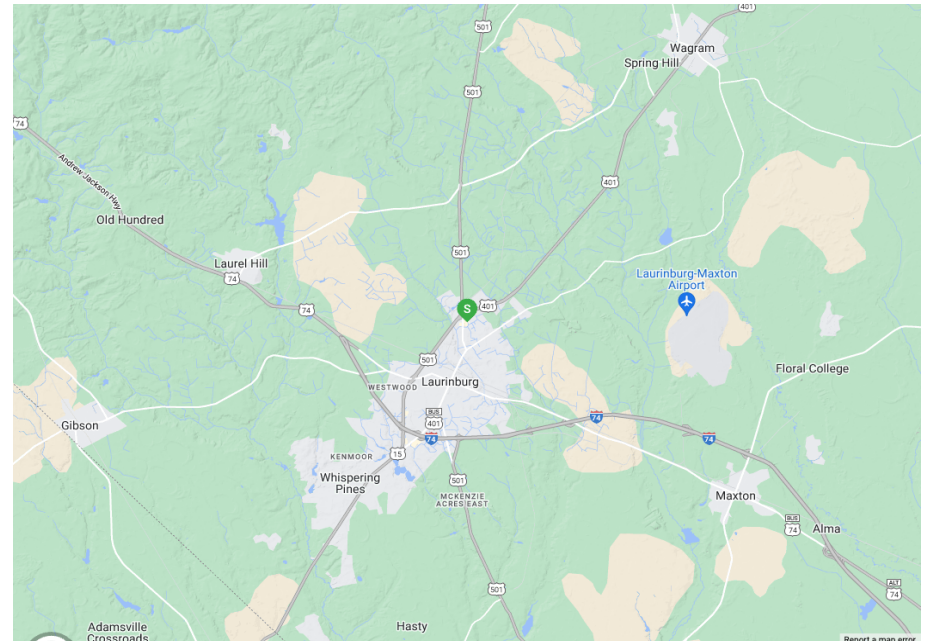 401
501
Wagram
Spring Hill
501
74
Andrew Jackson Hwy
401
Old Hundred
501
Laurel Hill
74
Laurinburg-Maxton
Airport
74
S
401
501
Floral College
WESTWOOD
Laurinburg
BUS
401
74
74
74
Gibson
15
KENMOOR
Whispering
Pines
501
MCKENZIE
ACRES EAST
Maxton
BUS
74
Alma
ALT
74
501
Adamsville
Crossroads
Hasty
Report a map error